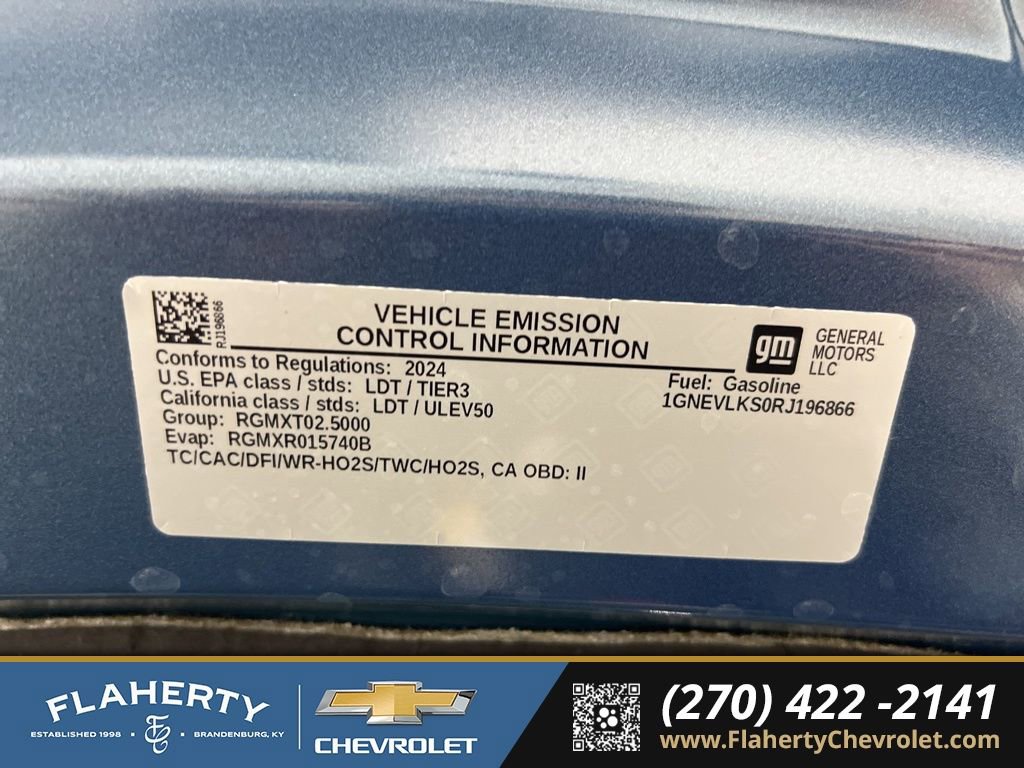 RJ196866
VEHICLE EMISSION
CONTROL INFORMATION
gm
GENERAL
MOTORS
LLC
Conforms to Regulations: 2024
U.S. EPA class / stds: LDT / TIER3
California class / stds: LDT / ULEV50
Group: RGMXT02.5000
Evap: RGMXR015740B
TC/CAC/DFI/WR-HO2S/TWC/HO2S, CA OBD: II
Fuel: Gasoline
1GNEVLKS0RJ196866
FLAHERTY
ESTABLISHED 1998 • BRANDENBURG, KY
CHEVROLET
(270) 422 -2141
www.FlahertyChevrolet.com